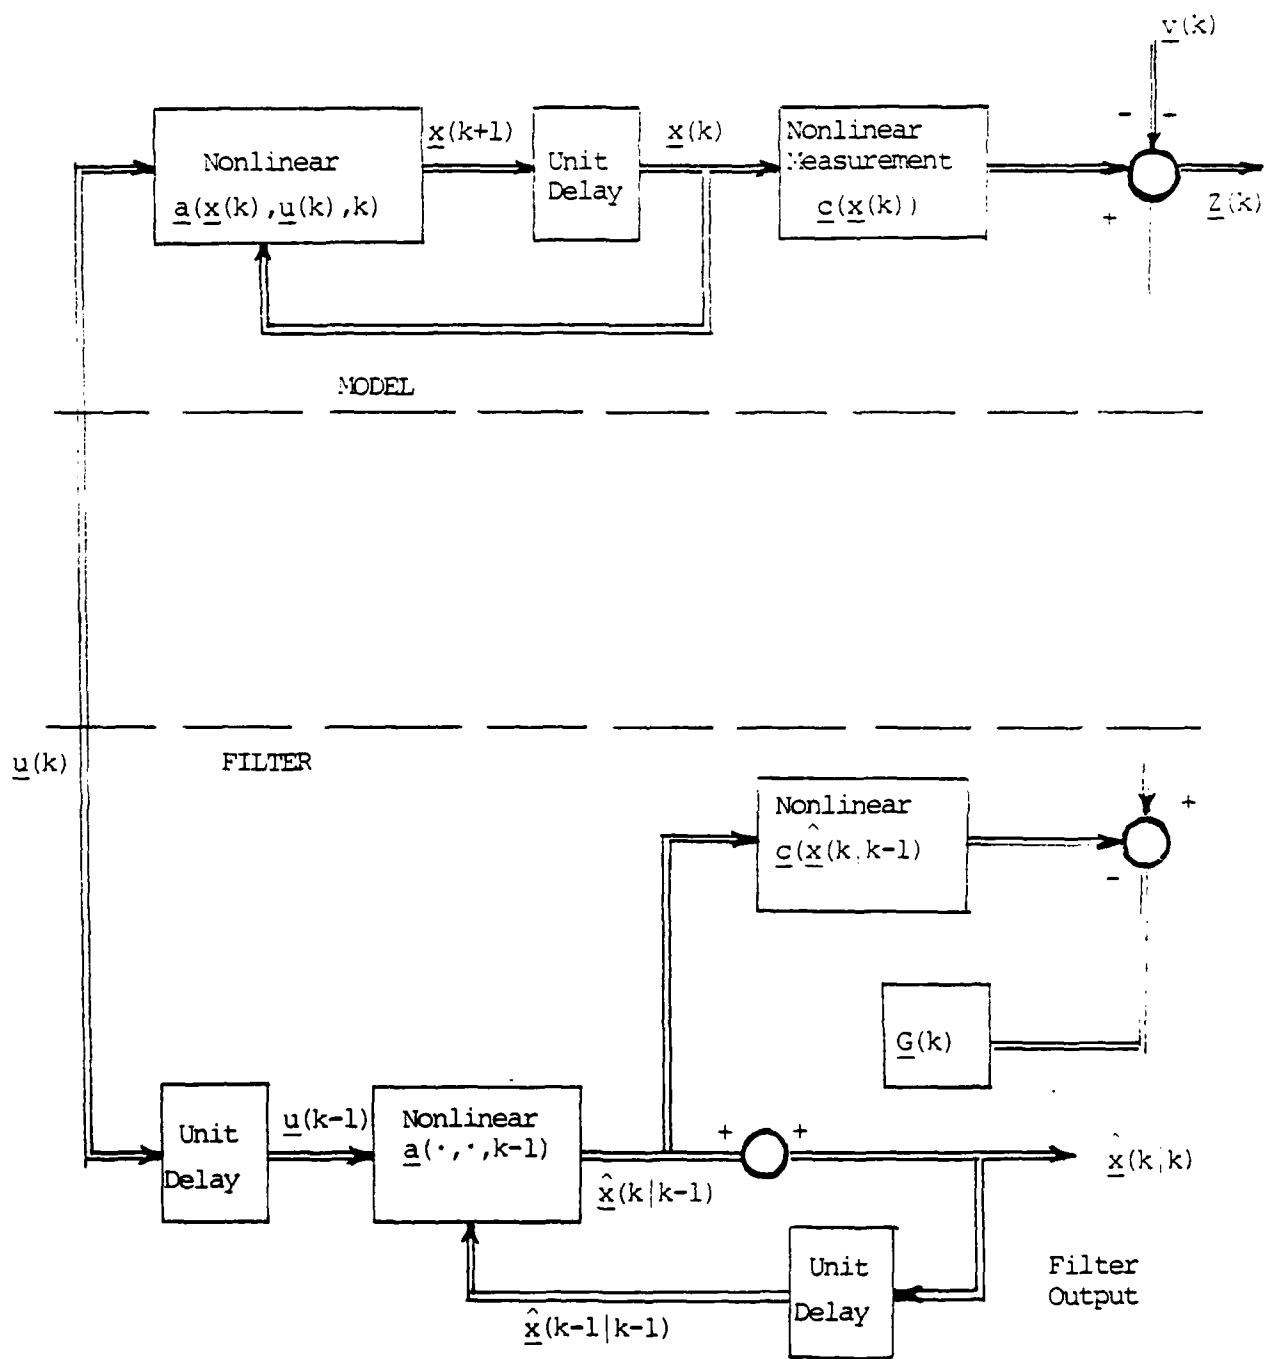 v(k)
- +
Nonlinear
a(x(k),u(k),k)
x(k+1)
Unit
Delay
x(k)
Nonlinear
Measurement
c(x(k))
+
Z(k)
MODEL
u(k)
FILTER
Nonlinear
c(x̂(k,k-1)
+
-
G(k)
Unit
Delay
u(k-1)
Nonlinear
a(·,·,k-1)
x̂(k|k-1)
+ +
x̂(k|k)
Unit
Delay
x̂(k-1|k-1)
Filter
Output